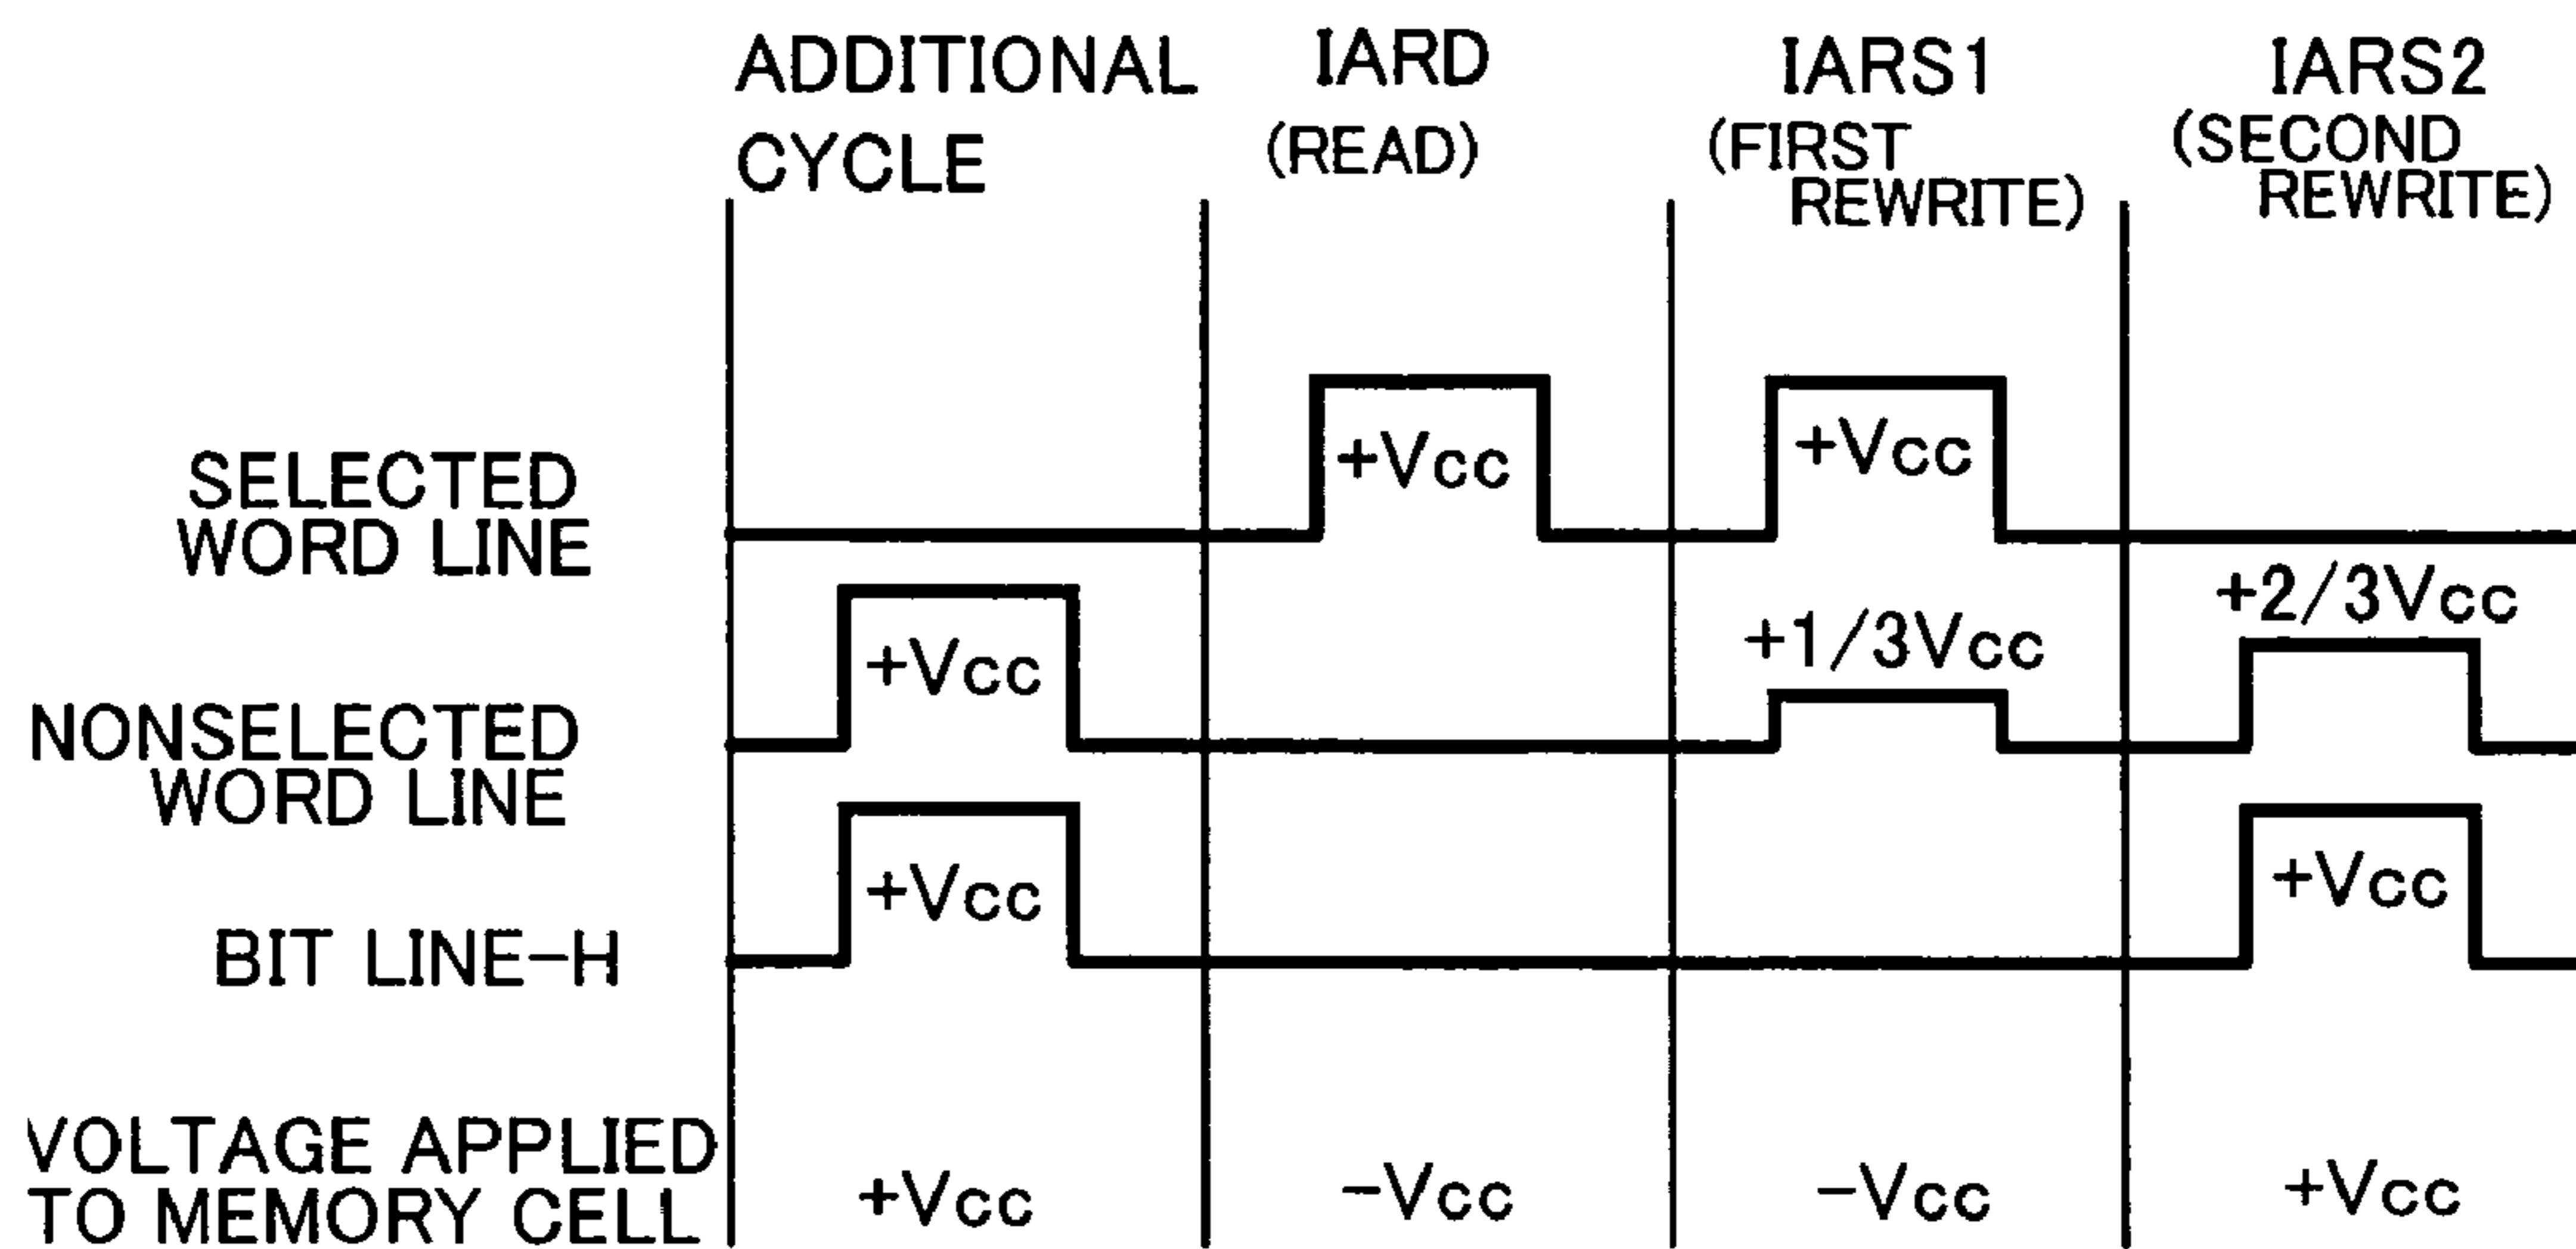 ADDITIONAL
CYCLE
IARD
(READ)
IARS1
(FIRST
REWRITE)
IARS2
(SECOND
REWRITE)
SELECTED
WORD LINE
+Vcc
+Vcc
NONSELECTED
WORD LINE
+Vcc
+1/3Vcc
+2/3Vcc
BIT LINE-H
+Vcc
+Vcc
VOLTAGE APPLIED
TO MEMORY CELL
+Vcc
-Vcc
-Vcc
+Vcc